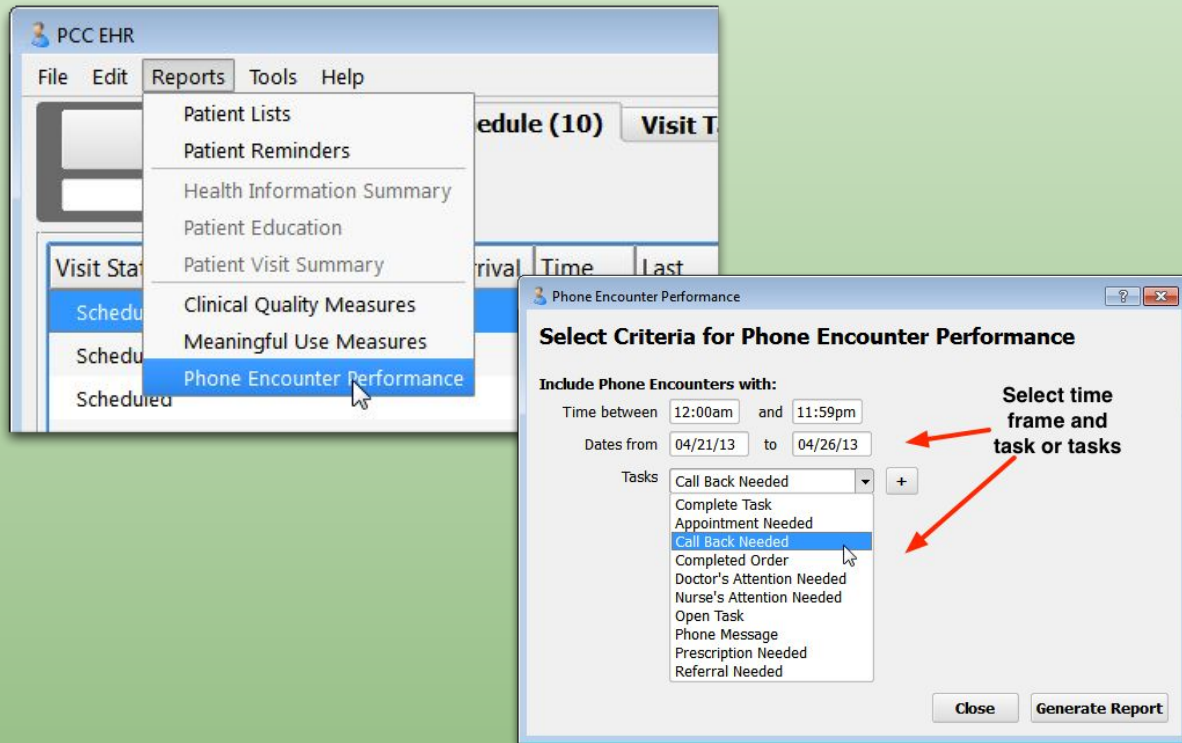 PCC EHR
File Edit Reports Tools Help
Patient Lists
Patient Reminders
Health Information Summary
Patient Education
Patient Visit Summary
Clinical Quality Measures
Meaningful Use Measures
Phone Encounter Performance
edule (10) Visit T
Visit Stat rrival Time Last
Schedu
Schedu
Scheduled
Phone Encounter Performance
Select Criteria for Phone Encounter Performance
Include Phone Encounters with:
Time between 12:00am and 11:59pm
Dates from 04/21/13 to 04/26/13
Tasks Call Back Needed +
Complete Task
Appointment Needed
Call Back Needed
Completed Order
Doctor's Attention Needed
Nurse's Attention Needed
Open Task
Phone Message
Prescription Needed
Referral Needed
Select time
frame and
task or tasks
Close Generate Report